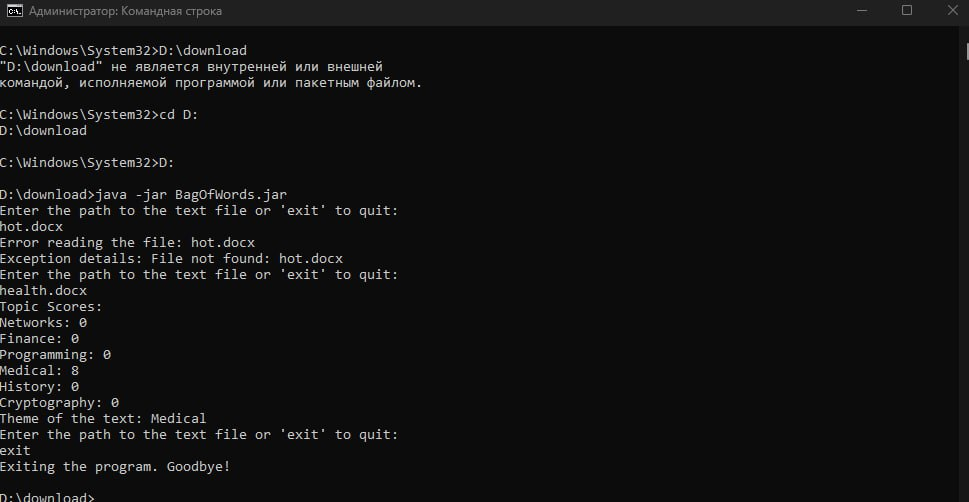 Администратор: Командная строка
C:\Windows\System32>D:\download
"D:\download" не является внутренней или внешней
командой, исполняемой программой или пакетным файлом.
C:\Windows\System32>cd D:
D:\download
C:\Windows\System32>D:
D:\download>java -jar BagOfWords.jar
Enter the path to the text file or 'exit' to quit:
hot.docx
Error reading the file: hot.docx
Exception details: File not found: hot.docx
Enter the path to the text file or 'exit' to quit:
health.docx
Topic Scores:
Networks: 0
Finance: 0
Programming: 0
Medical: 8
History: 0
Cryptography: 0
Theme of the text: Medical
Enter the path to the text file or 'exit' to quit:
exit
Exiting the program. Goodbye!
D:\download>